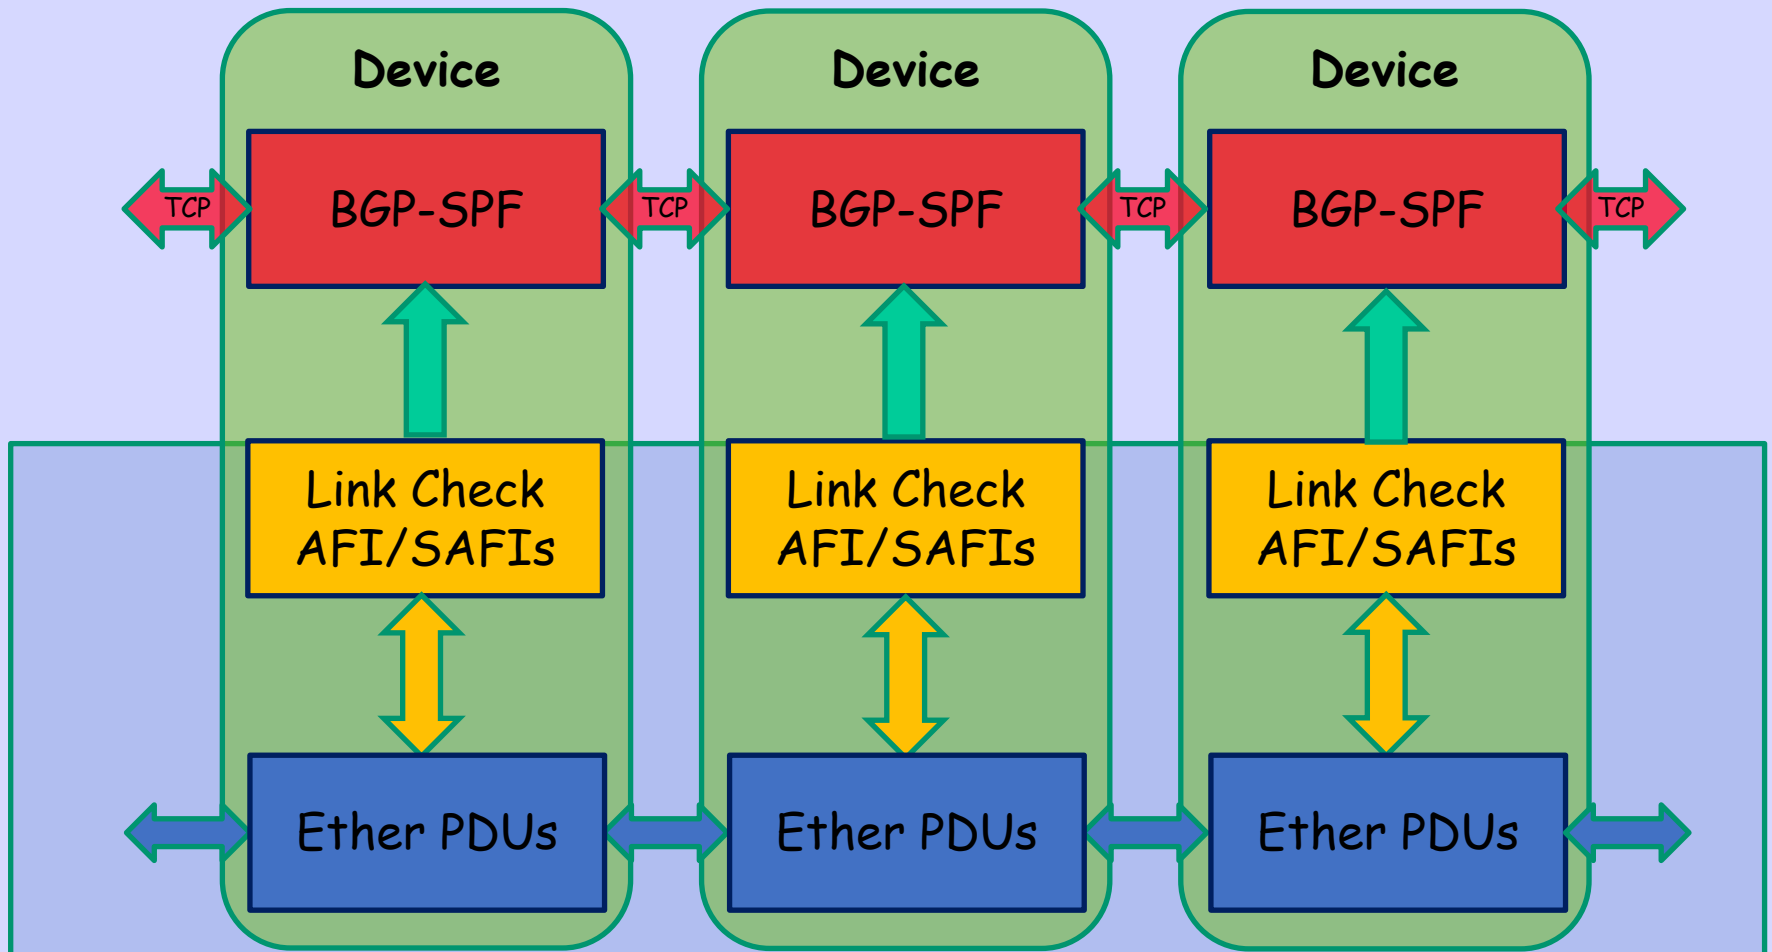 Device
Device
Device
TCP
BGP-SPF
TCP
BGP-SPF
TCP
BGP-SPF
TCP
Link Check
AFI/SAFIs
Link Check
AFI/SAFIs
Link Check
AFI/SAFIs
Ether PDUs
Ether PDUs
Ether PDUs